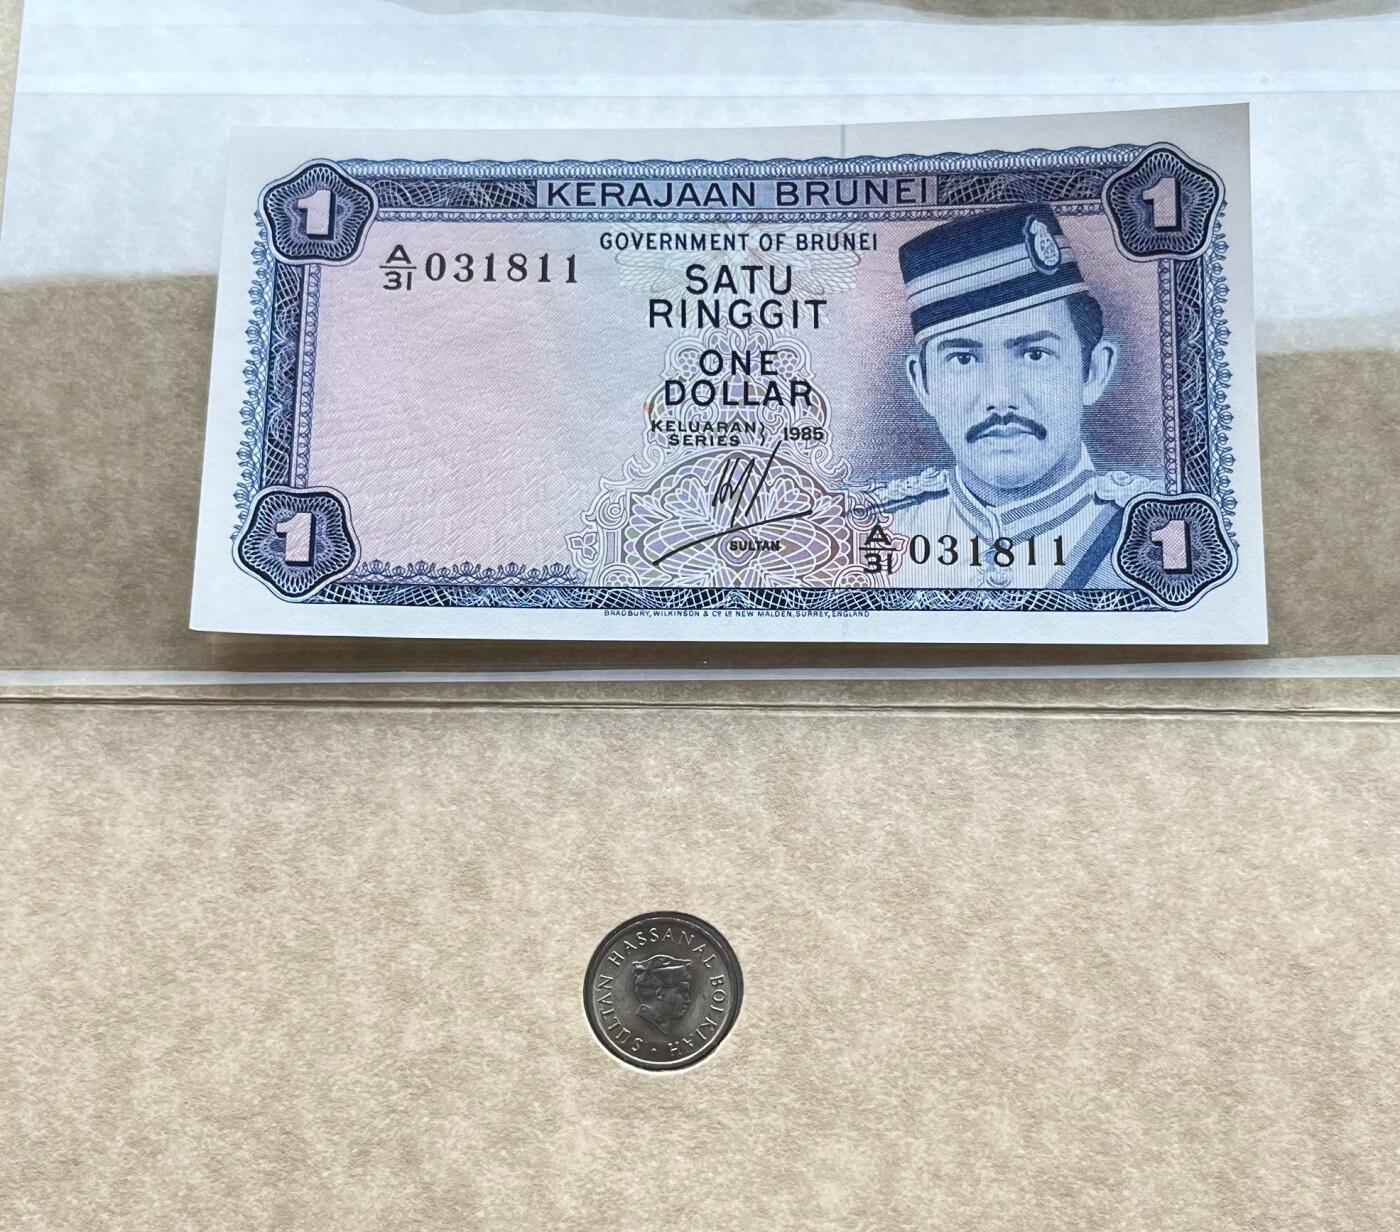 1 KERAJAAN BRUNEI 1
GOVERNMENT OF BRUNEI
A/31 031811
SATU
RINGGIT
ONE
DOLLAR
KELUARAN) 1985
SERIES )
SULTAN
A/31 031811
1 1
BRADBURY, WILKINSON & Cº Lº NEW MALDEN, SURREY, ENGLAND
SULTAN HASSANAL BOLKIAH